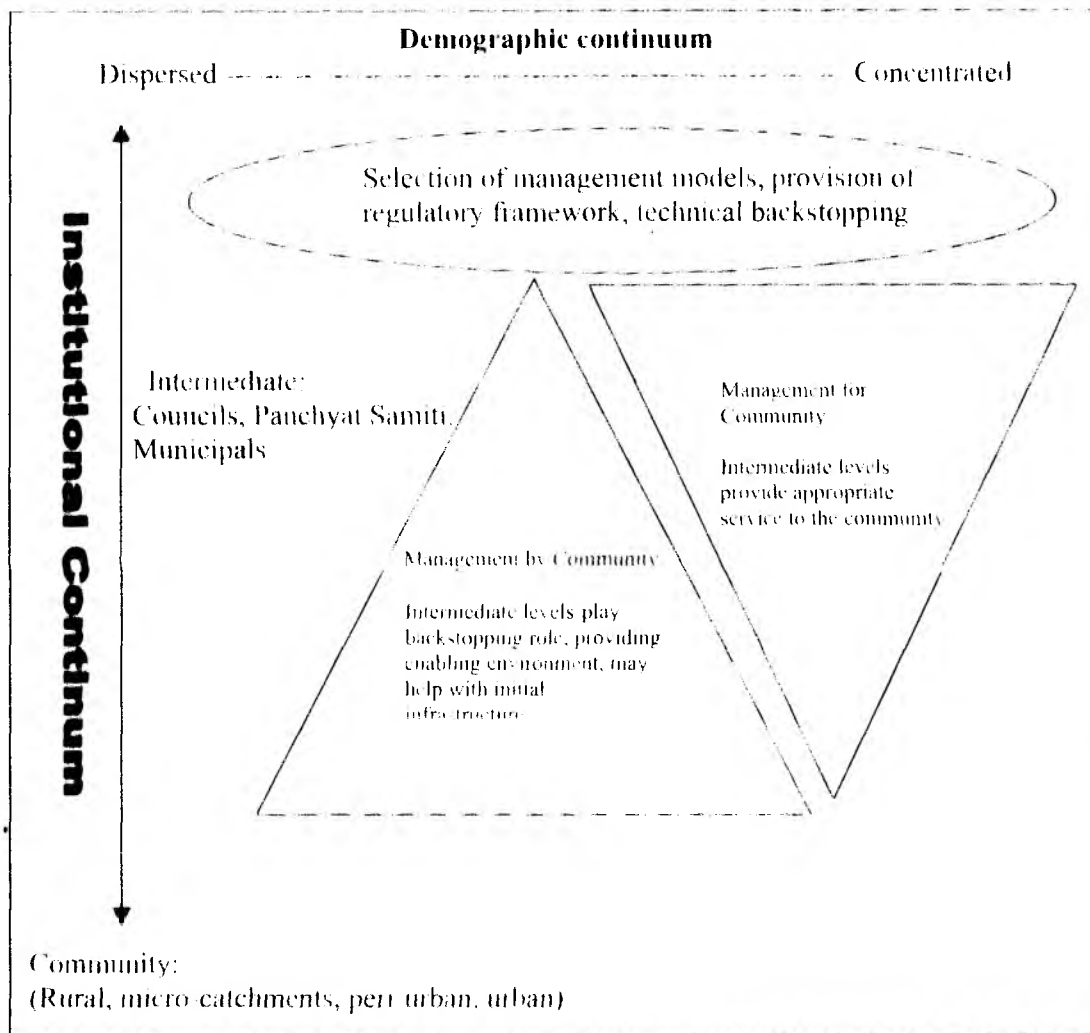 Demographic continuum
Dispersed Concentrated
Selection of management models, provision of
regulatory framework, technical backstopping
Institutional Continuum
Intermediate:
Councils, Panchyat Samiti,
Municipals
Management for
Community
Intermediate levels
provide appropriate
service to the community
Management by Community
Intermediate levels play
backstopping role, providing
enabling environment, may
help with initial
infrastructure
Community:
(Rural, micro-catchments, peri urban, urban)